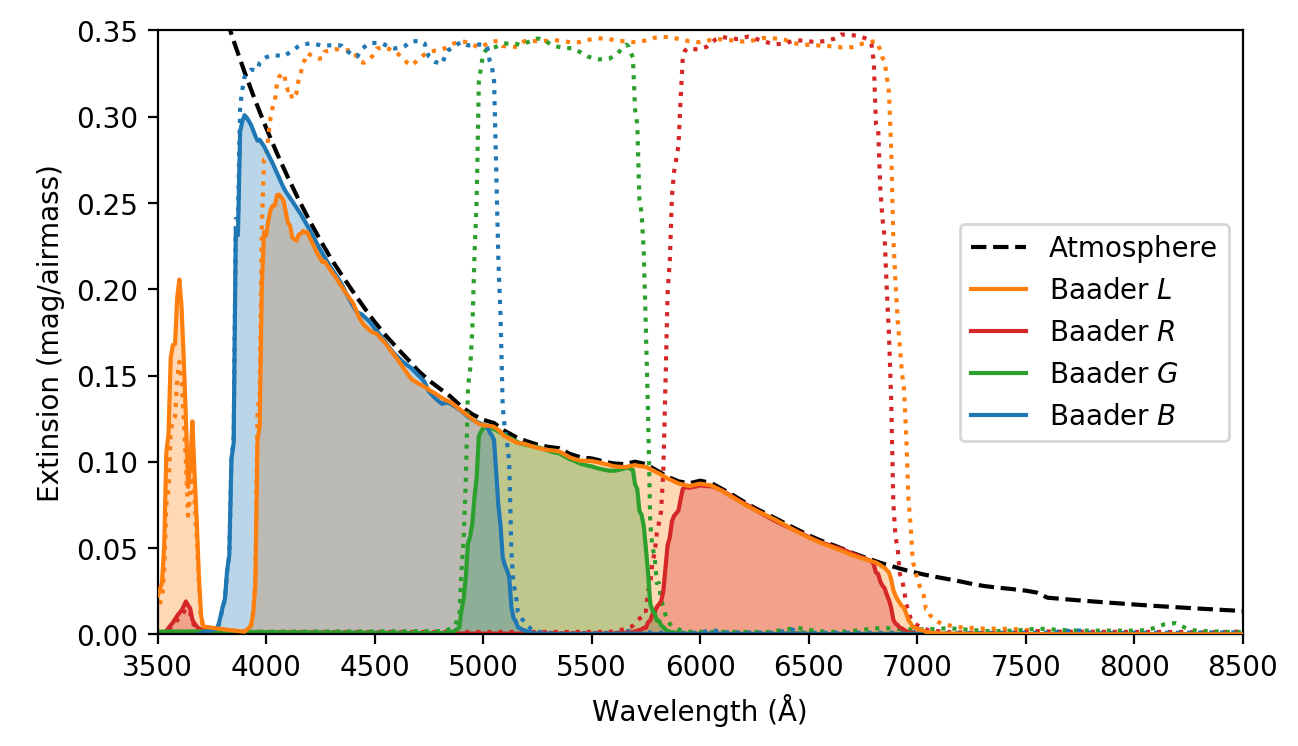 Extinsion (mag/airmass)
0.35
0.30
0.25
0.20
0.15
0.10
0.05
0.00
Atmosphere
Baader L
Baader R
Baader G
Baader B
3500 4000 4500 5000 5500 6000 6500 7000 7500 8000 8500
Wavelength (Å)